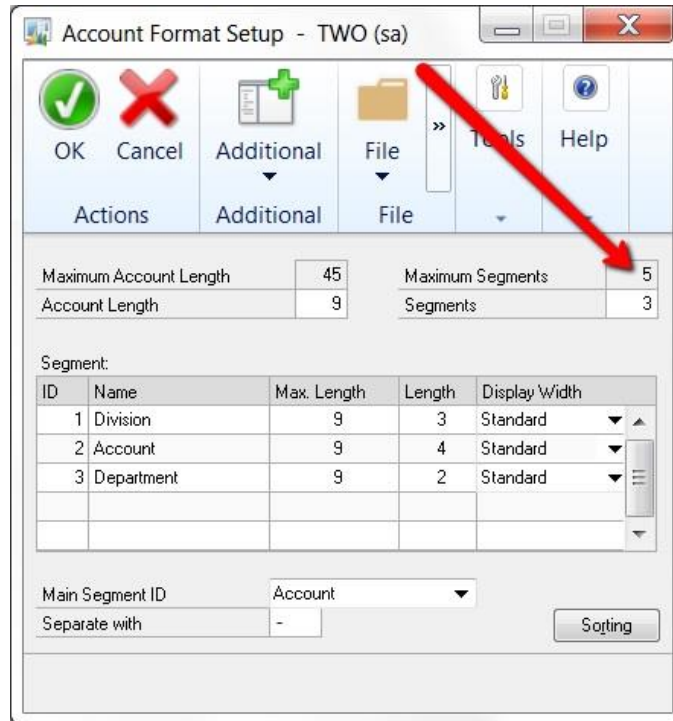 Account Format Setup - TWO (sa)
OK Cancel Additional File » Tools Help
Actions Additional File
Maximum Account Length 45 Maximum Segments 5
Account Length 9 Segments 3
Segment:
ID Name Max. Length Length Display Width
1 Division 9 3 Standard
2 Account 9 4 Standard
3 Department 9 2 Standard
Main Segment ID Account
Separate with -
Sorting